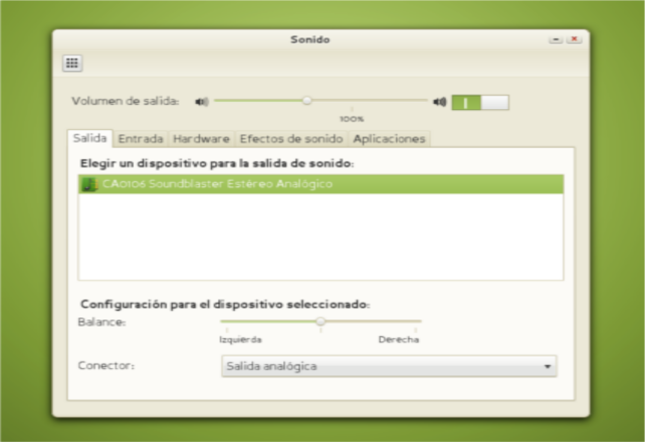 Sonido
Volumen de salida:
100%
Salida Entrada Hardware Efectos de sonido Aplicaciones
Elegir un dispositivo para la salida de sonido:
CA0106 Soundblaster Estéreo Analógico
Configuración para el dispositivo seleccionado:
Balance:
Izquierda Derecha
Conector: Salida analógica